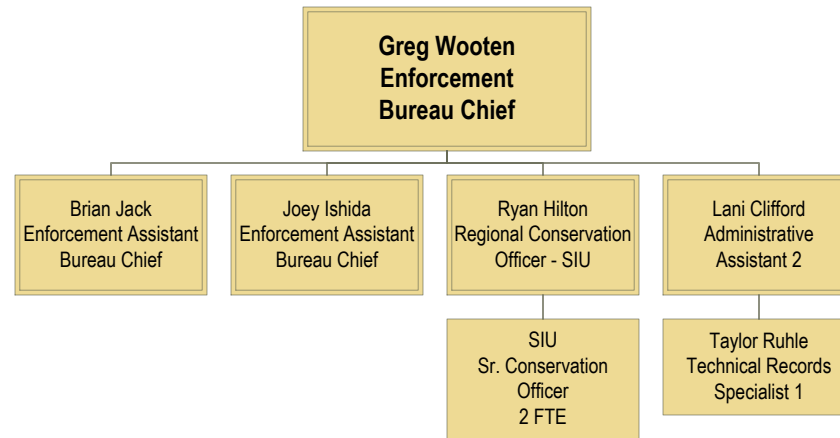 Greg Wooten
Enforcement
Bureau Chief
Brian Jack
Enforcement Assistant
Bureau Chief
Joey Ishida
Enforcement Assistant
Bureau Chief
Ryan Hilton
Regional Conservation
Officer - SIU
Lani Clifford
Administrative
Assistant 2
SIU
Sr. Conservation
Officer
2 FTE
Taylor Ruhle
Technical Records
Specialist 1